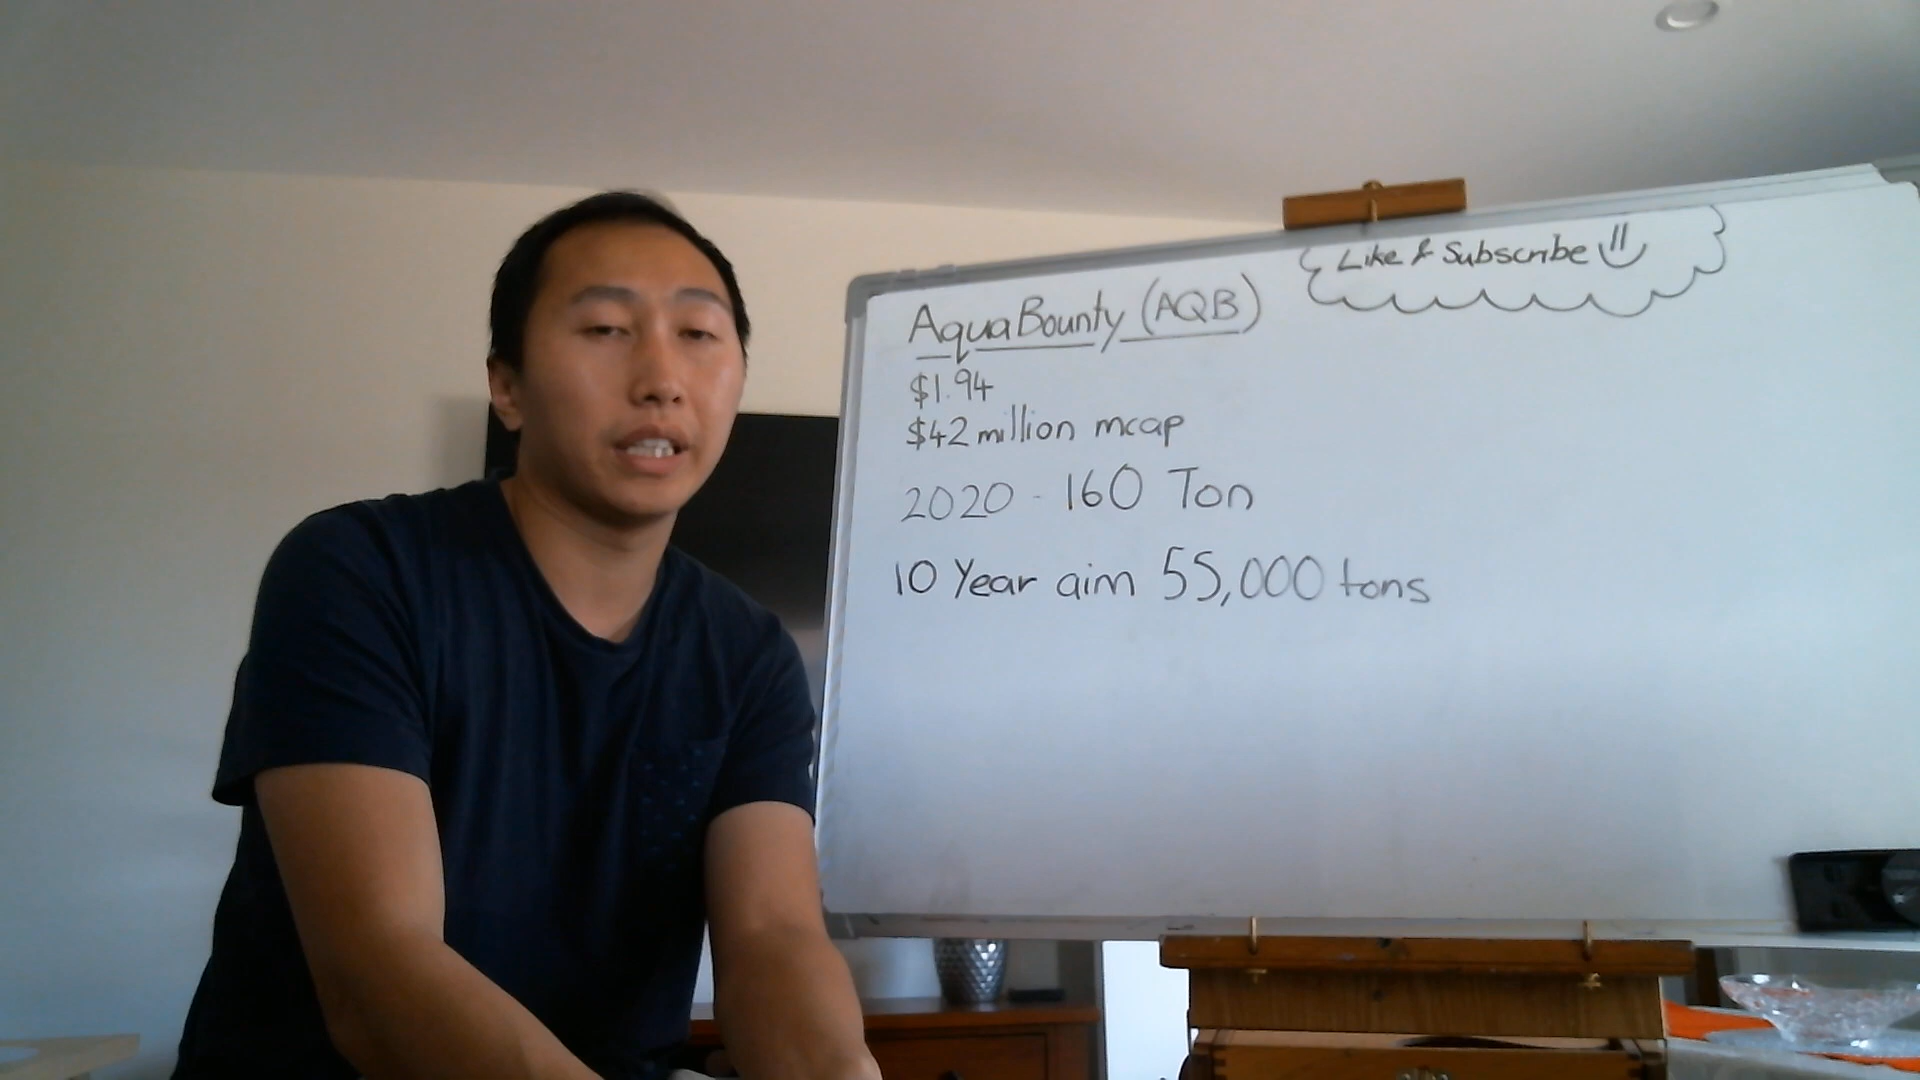 Like & Subscribe
AquaBounty (AQB)
$1.94
$42 million mcap
2020 - 160 Ton
10 Year aim 55,000 tons